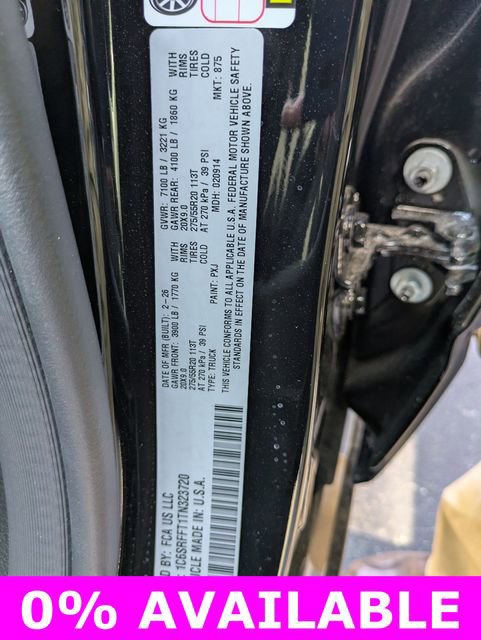 D BY: FCA US LLC
DATE OF MFR (BUILT): 2-26 GVWR: 7100 LB / 3221 KG
GAWR FRONT: 3900 LB / 1770 KG WITH GAWR REAR: 4100 LB / 1860 KG WITH
20X9.0 RIMS 20X9.0 RIMS
275/55R20 113T TIRES 275/55R20 113T TIRES
AT 270 kPa / 39 PSI COLD AT 270 kPa / 39 PSI COLD
: 1C6SRFFT1TN323720 TYPE: TRUCK PAINT: PXJ MDH: 020914 MKT: 875
HICLE MADE IN: U.S.A. THIS VEHICLE CONFORMS TO ALL APPLICABLE U.S.A. FEDERAL MOTOR VEHICLE SAFETY
STANDARDS IN EFFECT ON THE DATE OF MANUFACTURE SHOWN ABOVE.
0% AVAILABLE